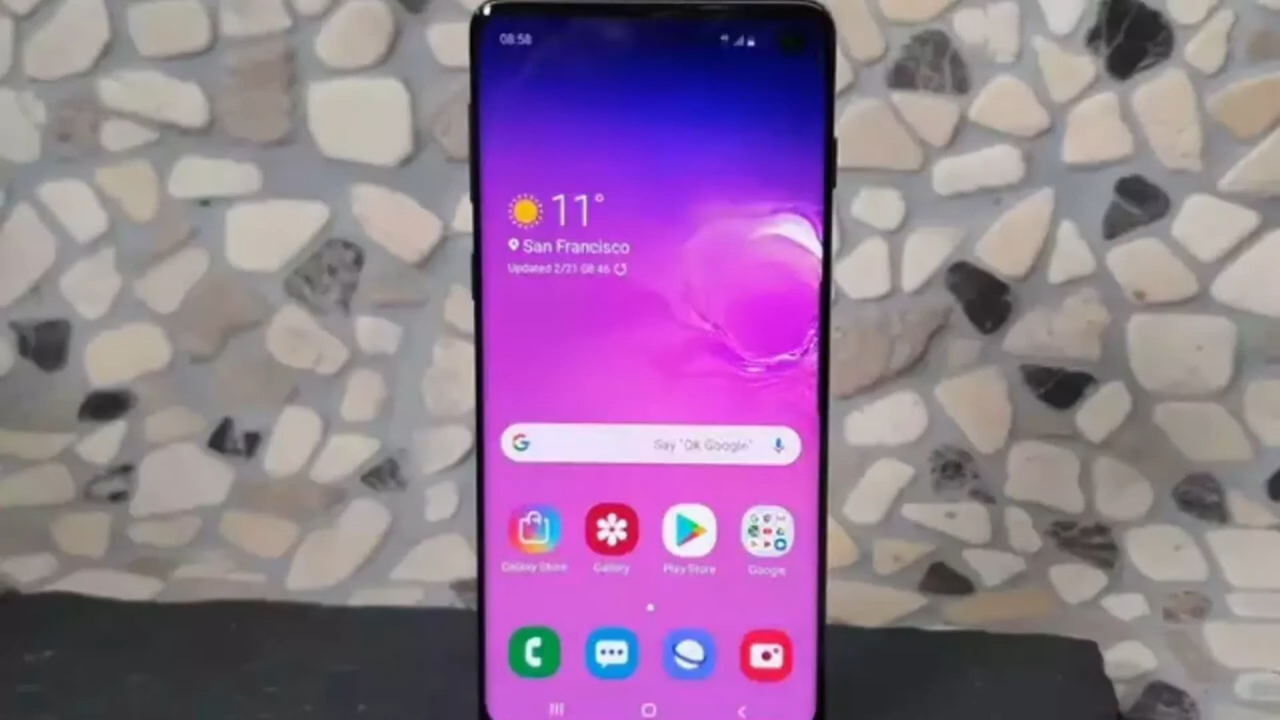 08:58
11°
San Francisco
Updated 2/21 08:46
G Say "OK Google"
Galaxy Store Gallery Play Store Google